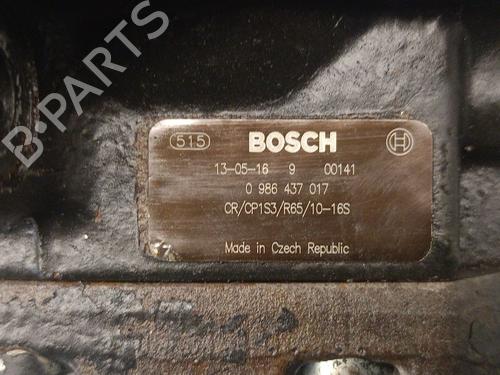 B-PARTS
515 BOSCH
13-05-16 9 00141
0 986 437 017
CR/CP1S3/R65/10-16S
Made in Czech Republic